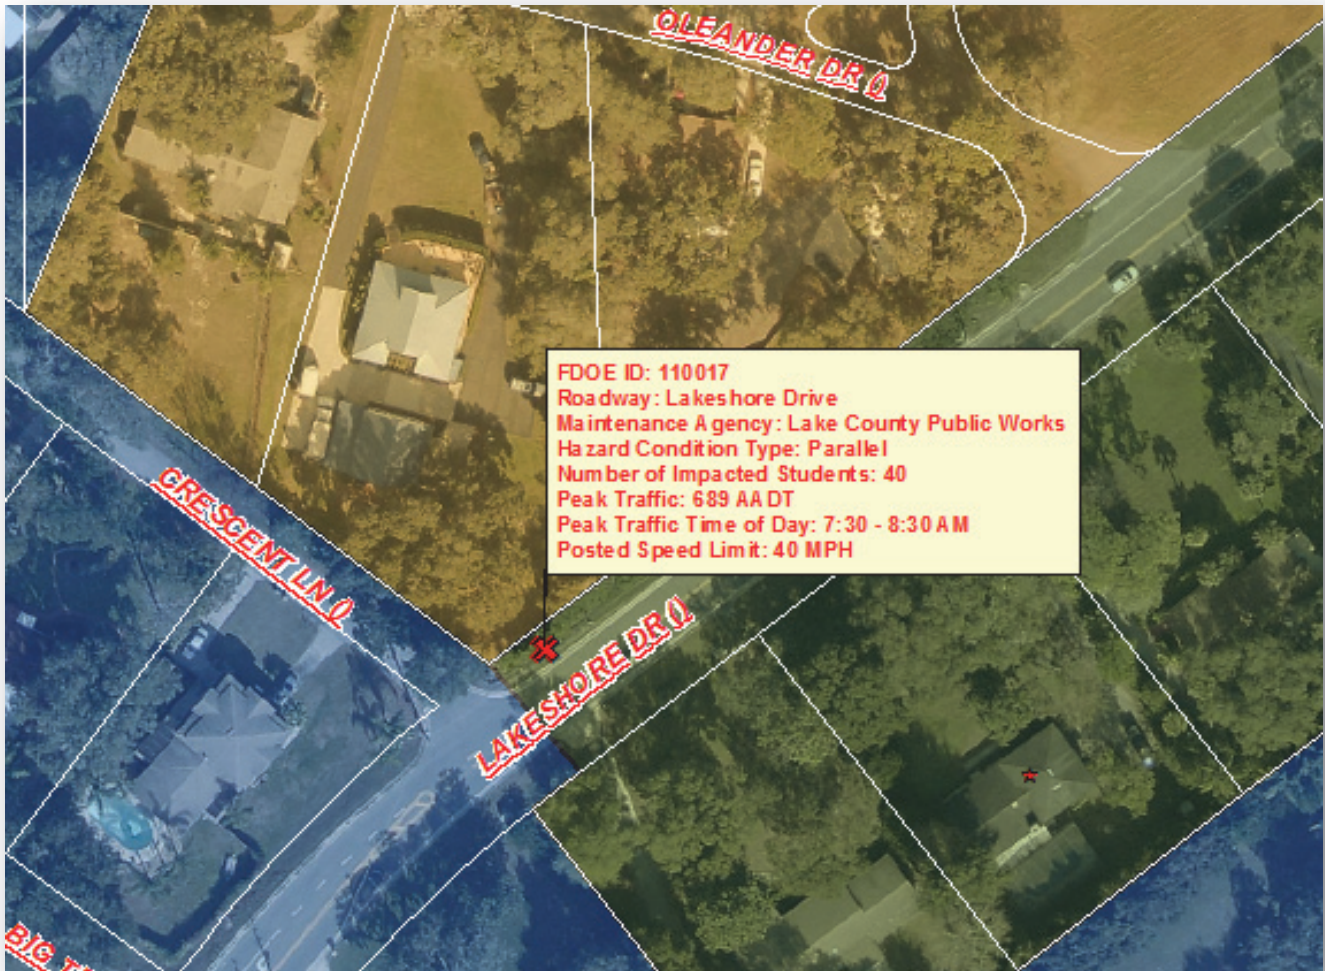 OLEANDER DR ()
FDOE ID: 110017
Roadway: Lakeshore Drive
Maintenance Agency: Lake County Public Works
Hazard Condition Type: Parallel
Number of Impacted Students: 40
Peak Traffic: 689 AADT
Peak Traffic Time of Day: 7:30 - 8:30 AM
Posted Speed Limit: 40 MPH
CRESCENT LN ()
LAKESHORE DR ()
BIG